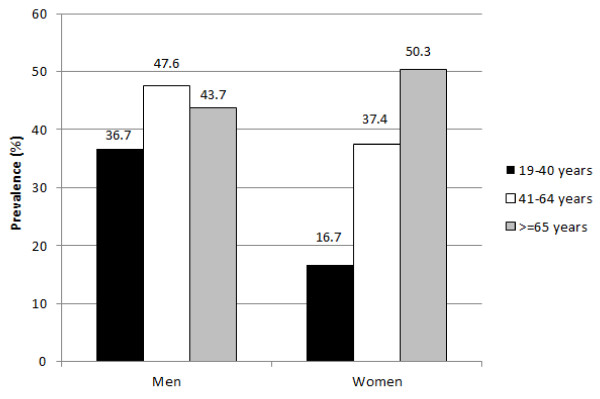 60
50
40
30
20
10
0
Prevalence (%)
36.7
47.6
43.7
16.7
37.4
50.3
Men
Women
19-40 years
41-64 years
>=65 years